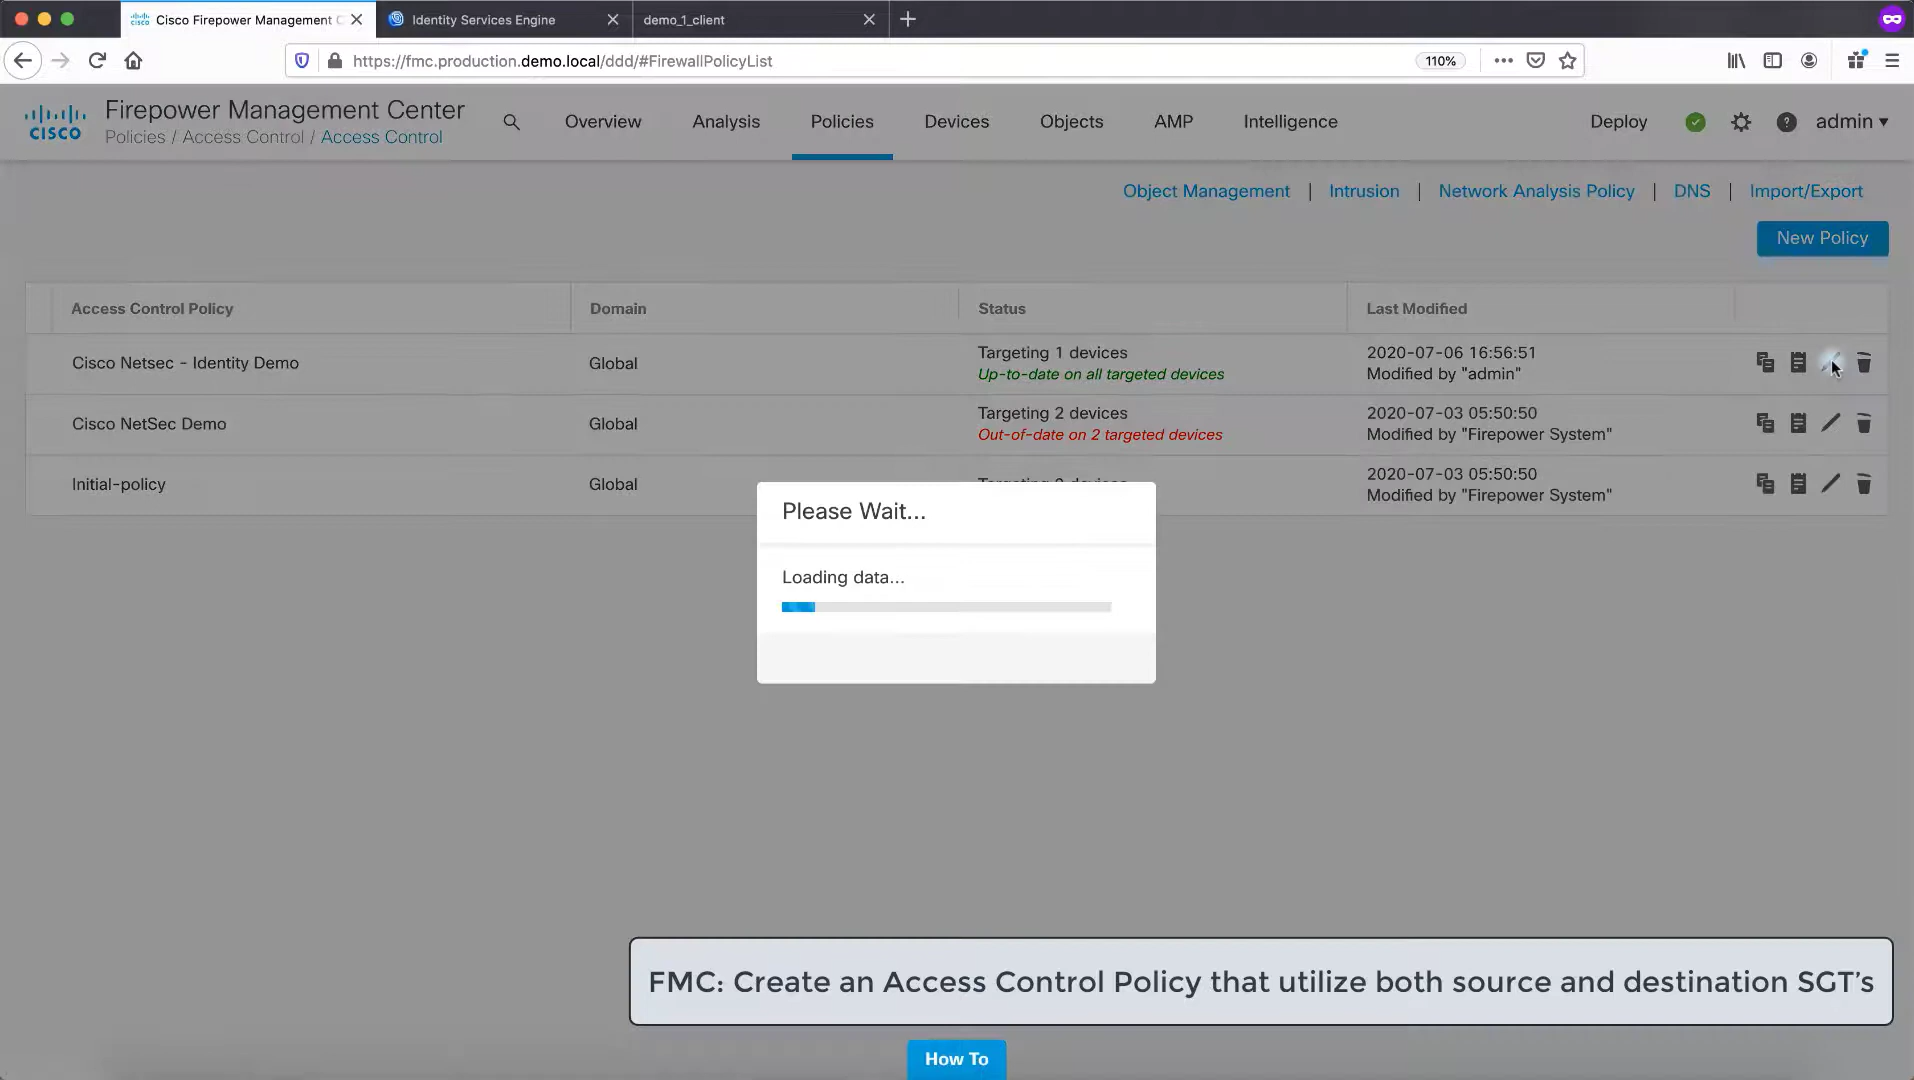 Cisco Firepower Management C
Identity Services Engine
demo_1_client
https://fmc.production.demo.local/ddd/#FirewallPolicyList
110%
CISCO
Firepower Management Center
Policies / Access Control / Access Control
Overview
Analysis
Policies
Devices
Objects
AMP
Intelligence
Deploy
admin
Object Management | Intrusion | Network Analysis Policy | DNS | Import/Export
New Policy
Access Control Policy
Domain
Status
Last Modified
Cisco Netsec - Identity Demo
Global
Targeting 1 devices
Up-to-date on all targeted devices
2020-07-06 16:56:51
Modified by "admin"
Cisco NetSec Demo
Global
Targeting 2 devices
Out-of-date on 2 targeted devices
2020-07-03 05:50:50
Modified by "Firepower System"
Initial-policy
Global
2020-07-03 05:50:50
Modified by "Firepower System"
Please Wait...
Loading data...
FMC: Create an Access Control Policy that utilize both source and destination SGT's
How To